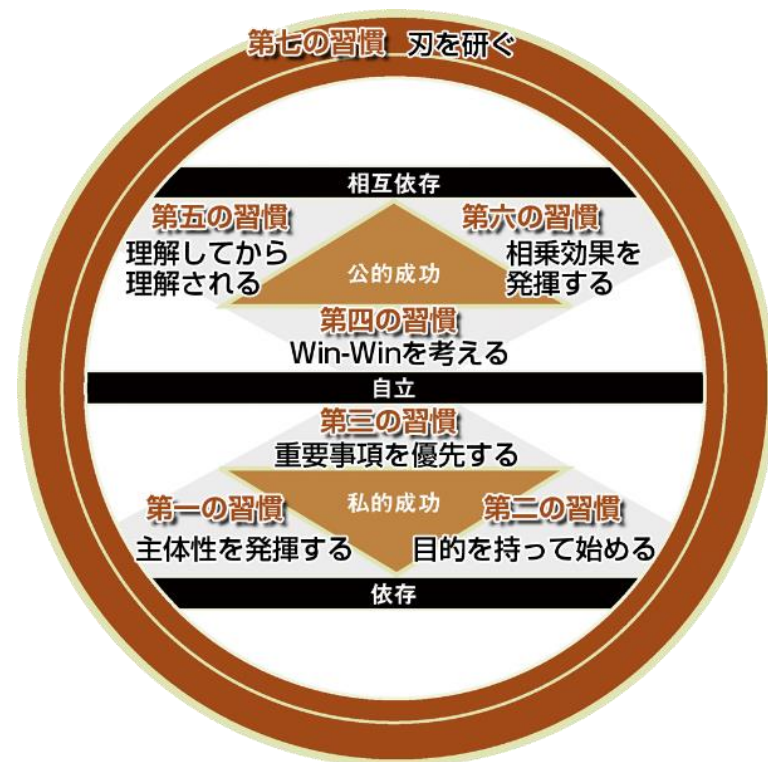 第七の習慣 刃を研ぐ
相互依存
第五の習慣
理解してから
理解される
第六の習慣
相乗効果を
発揮する
公的成功
第四の習慣
Win-Winを考える
自立
第三の習慣
重要事項を優先する
私的成功
第一の習慣
主体性を発揮する
第二の習慣
目的を持って始める
依存